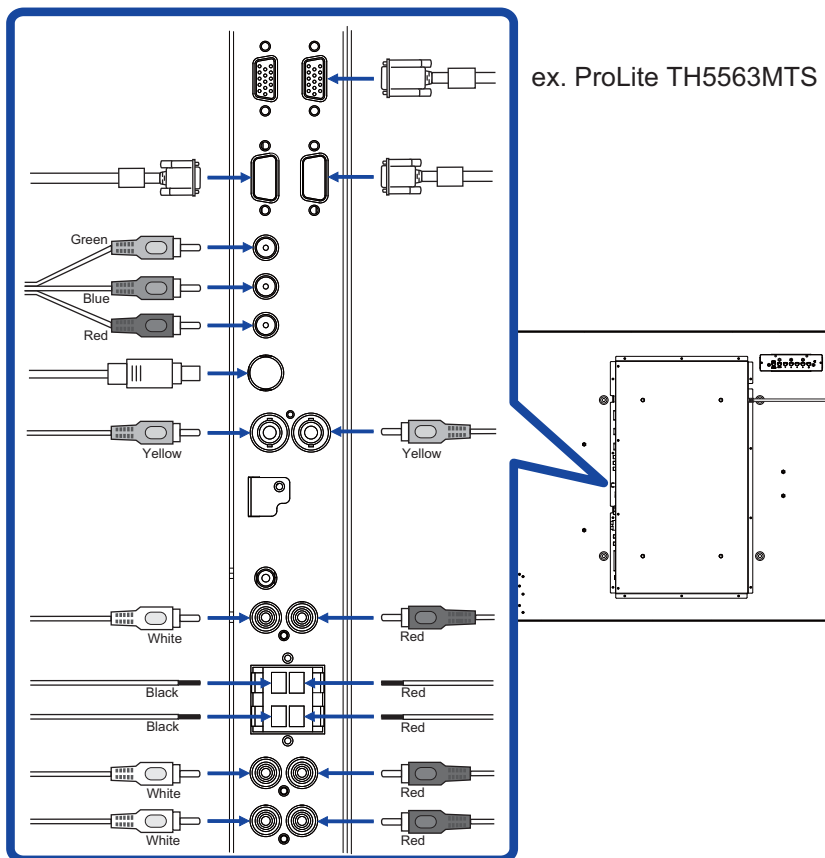 ex. ProLite TH5563MTS
Green
Blue
Red
Yellow
Yellow
White
Red
Black
Red
Black
Red
White
Red
White
Red